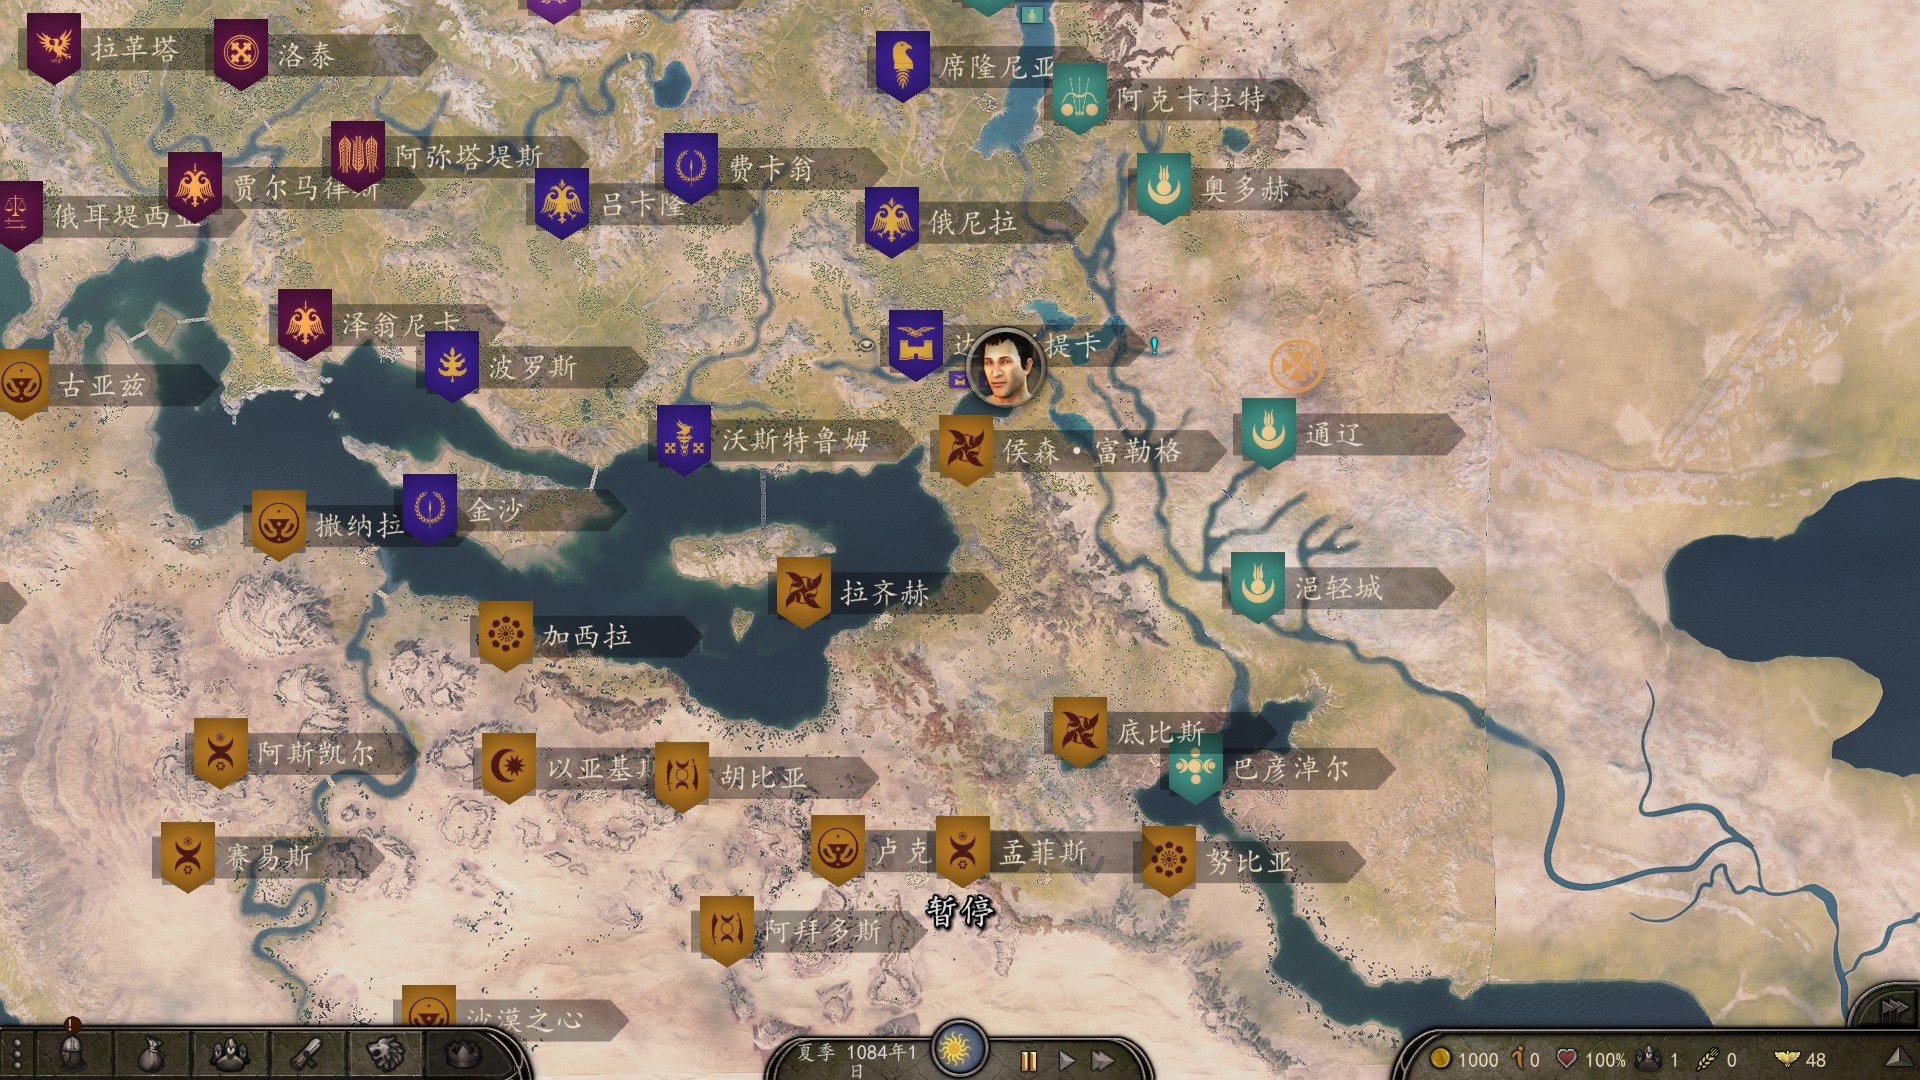 拉革塔
洛泰
席隆尼亚
阿克卡拉特
阿弥塔堤斯
费卡翁
贾尔马律斯
俄耳堤西亚
吕卡隆
奥多赫
俄尼拉
泽翁尼卡
波罗斯
达
提卡
古亚兹
沃斯特鲁姆
侯森·富勒格
通辽
撒纳拉
金沙
拉齐赫
浥轻城
加西拉
底比斯
阿斯凯尔
以亚基
胡比亚
巴彦淖尔
赛易斯
卢克
孟菲斯
努比亚
暂停
阿拜多斯
沙漠之心
夏季 1084年1
日
1000
0
100%
1
0
48